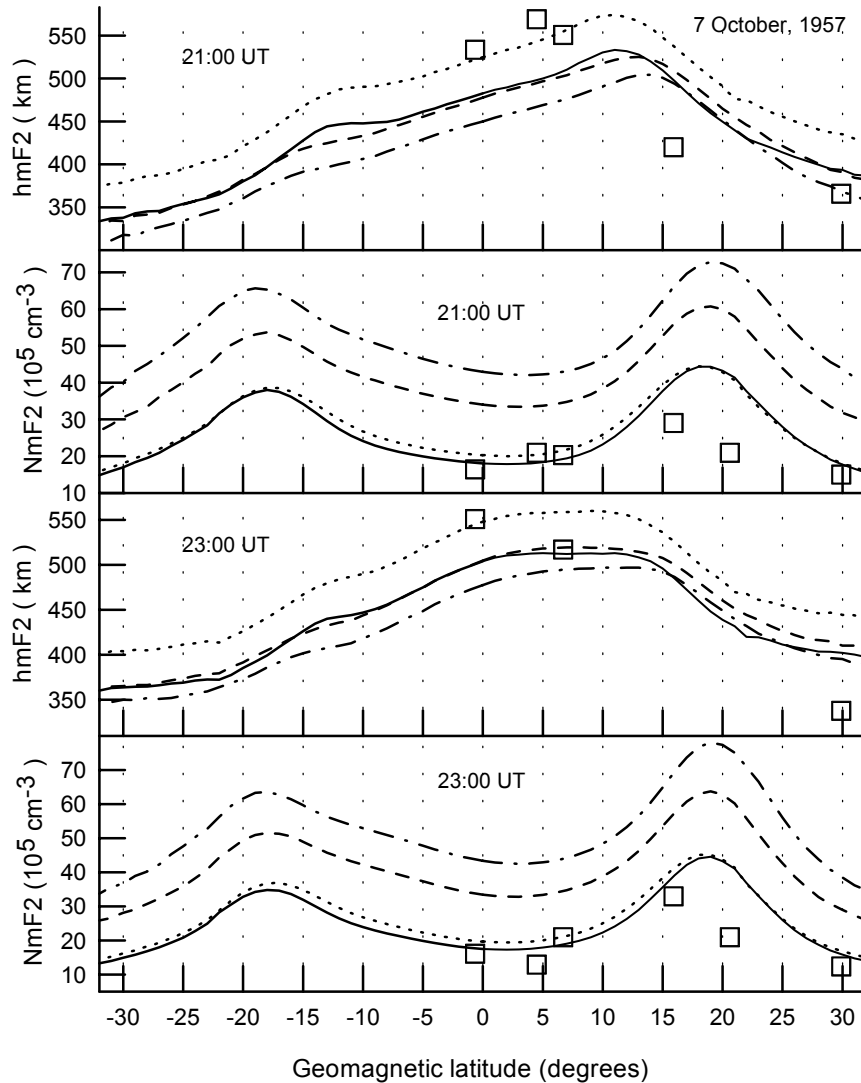 7 October, 1957
21:00 UT
hmF2 ( km )
550
500
450
400
350
21:00 UT
NmF2 (10⁵ cm⁻³)
70
60
50
40
30
20
10
23:00 UT
hmF2 ( km )
550
500
450
400
350
23:00 UT
NmF2 (10⁵ cm⁻³)
70
60
50
40
30
20
10
-30 -25 -20 -15 -10 -5 0 5 10 15 20 25 30
Geomagnetic latitude (degrees)